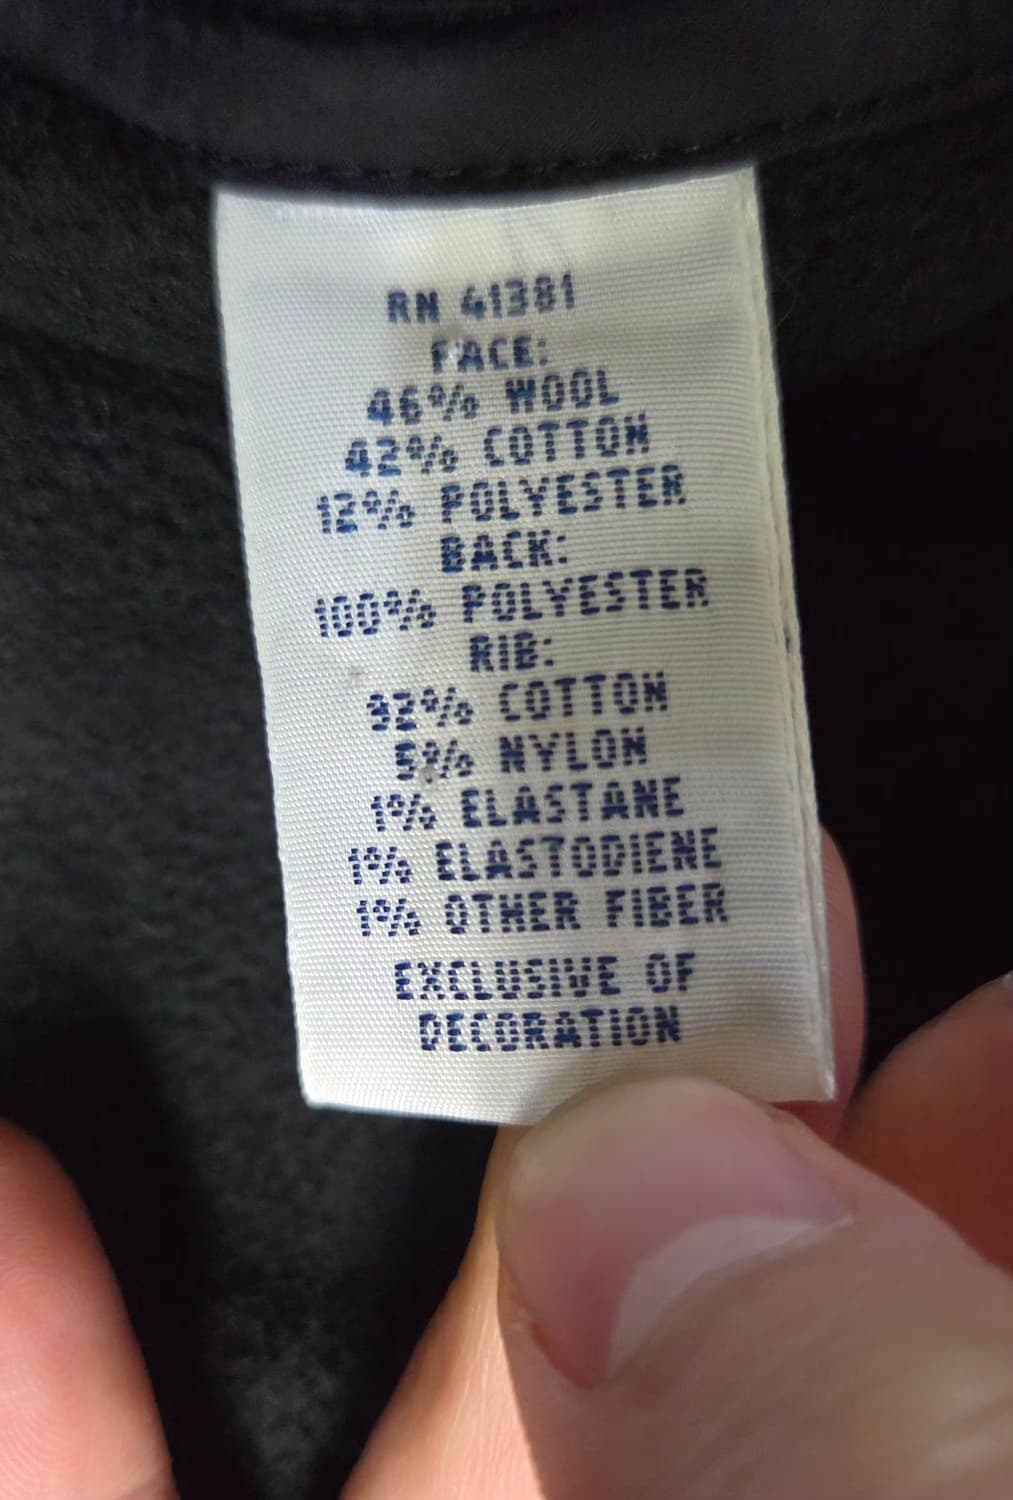 RN 41381
FACE:
46% WOOL
42% COTTON
12% POLYESTER
BACK:
100% POLYESTER
RIB:
92% COTTON
5% NYLON
1% ELASTANE
1% ELASTODIENE
1% OTHER FIBER
EXCLUSIVE OF
DECORATION